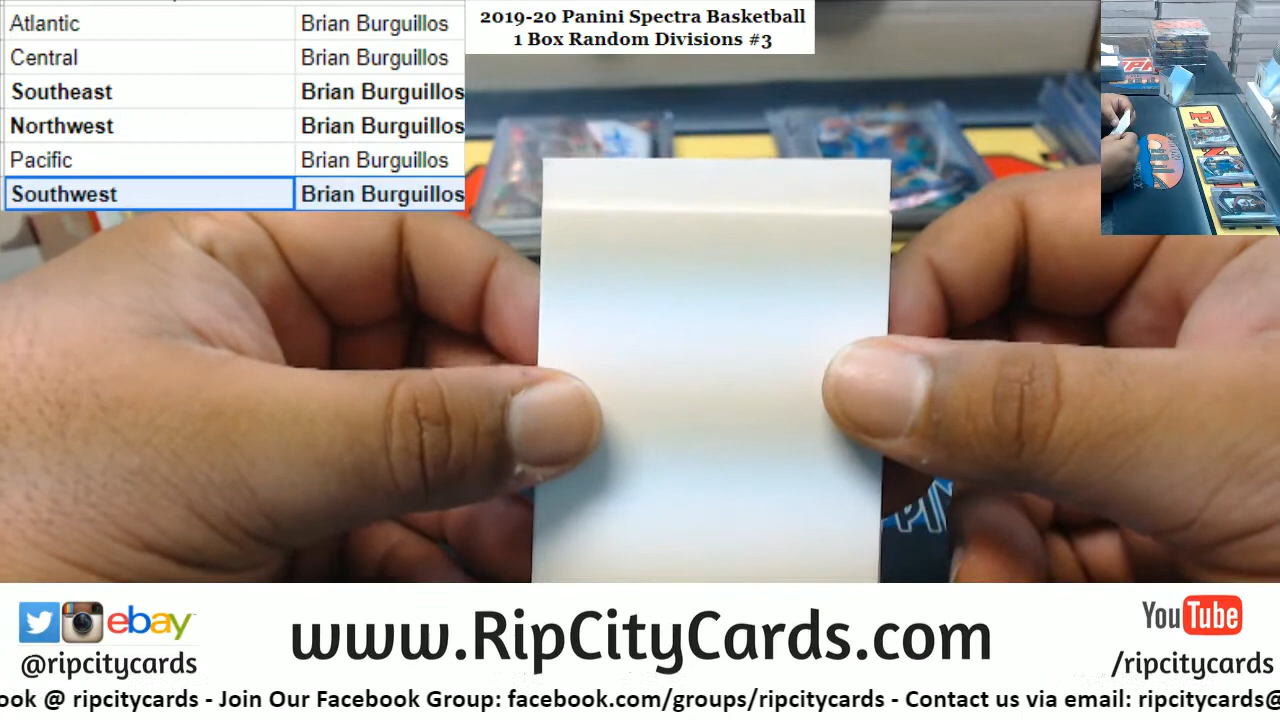 Atlantic Brian Burguillos
Central Brian Burguillos
Southeast Brian Burguillos
Northwest Brian Burguillos
Pacific Brian Burguillos
Southwest Brian Burguillos
2019-20 Panini Spectra Basketball
1 Box Random Divisions #3
ebay
@ripcitycards
www.RipCityCards.com
YouTube
/ripcitycards
ook @ ripcitycards - Join Our Facebook Group: facebook.com/groups/ripcitycards - Contact us via email: ripcitycards@